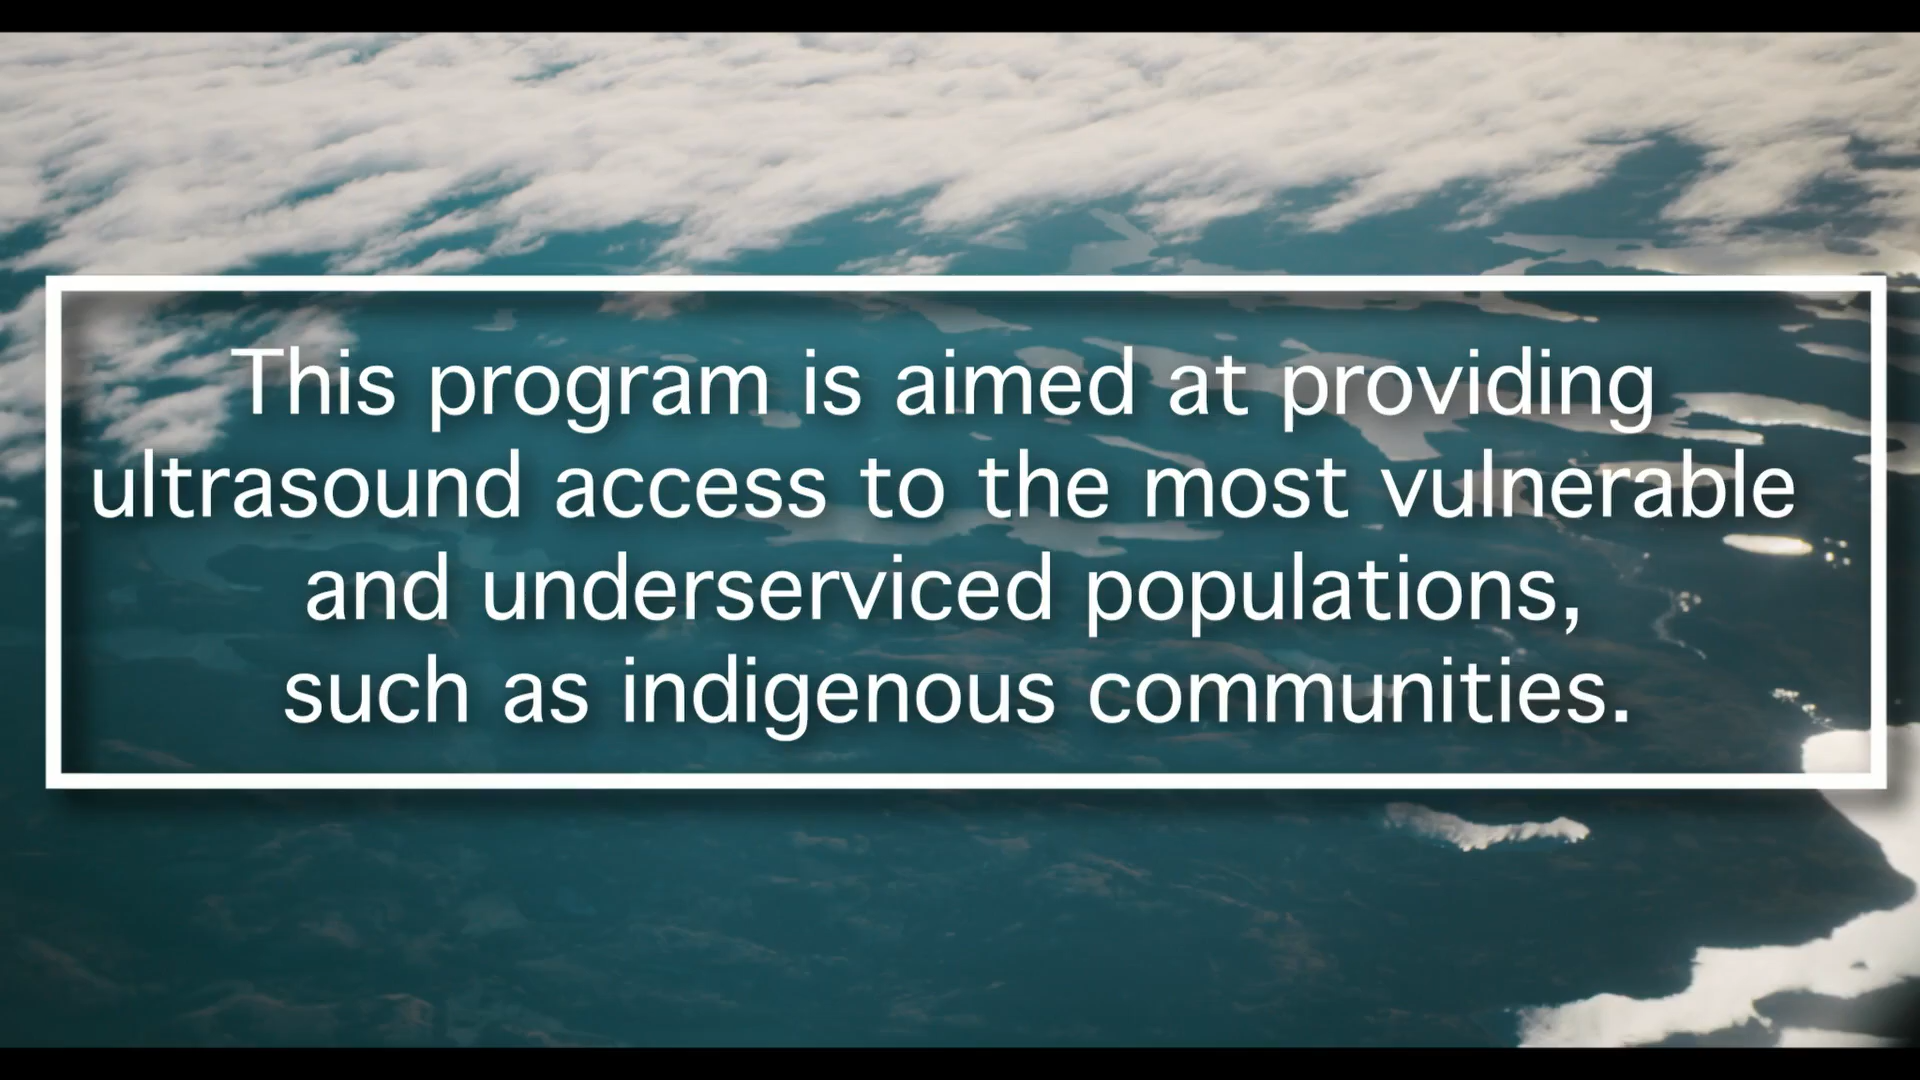 This program is aimed at providing
ultrasound access to the most vulnerable
and underserviced populations,
such as indigenous communities.